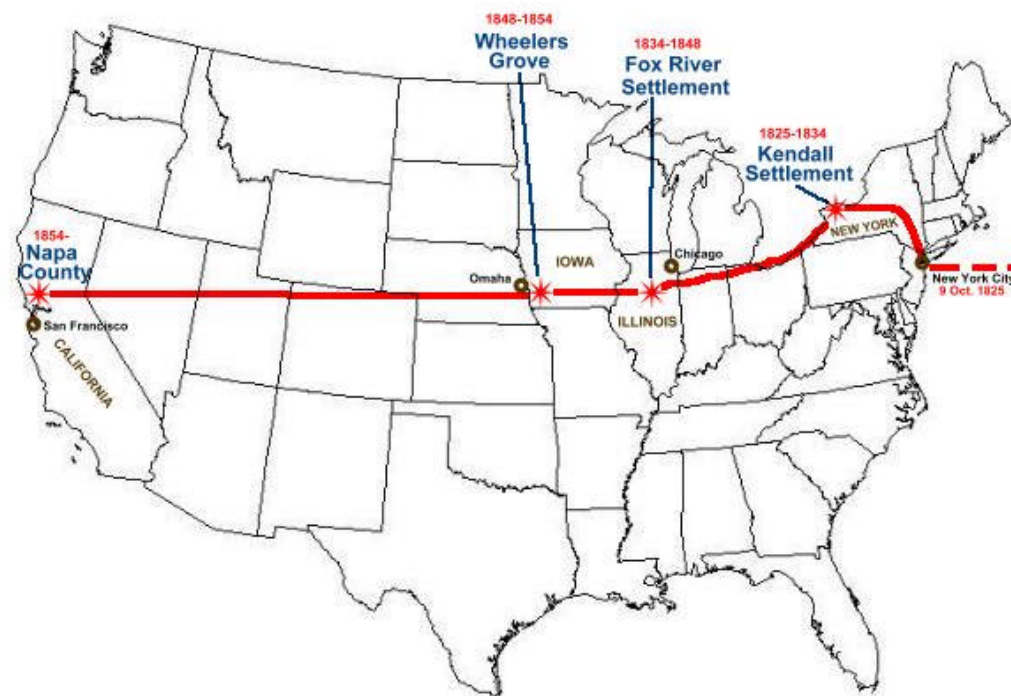 1848-1854
Wheelers
Grove
1834-1848
Fox River
Settlement
1825-1834
Kendall
Settlement
NEW YORK
1854-
Napa
County
IOWA
Chicago
Omaha
New York City
9 Oct. 1825
ILLINOIS
San Francisco
CALIFORNIA